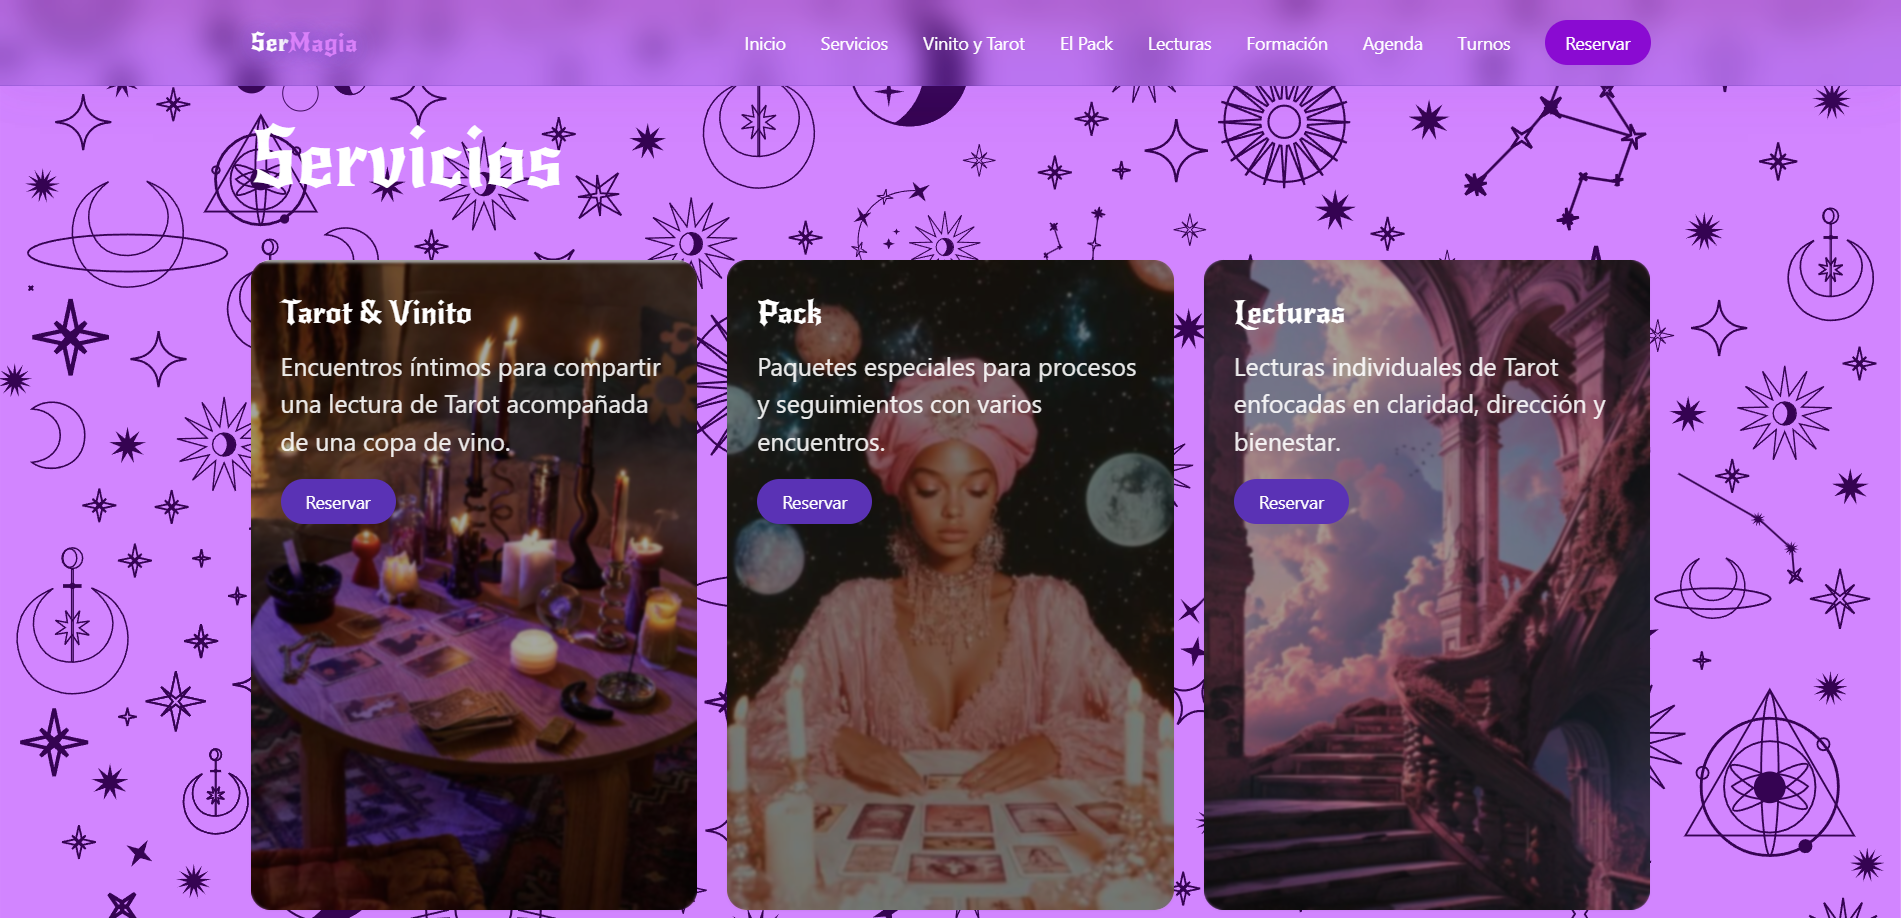 SerMagia
Inicio Servicios Vinito y Tarot El Pack Lecturas Formación Agenda Turnos Reservar
Servicios
Tarot & Vinito
Encuentros íntimos para compartir
una lectura de Tarot acompañada
de una copa de vino.
Reservar
Pack
Paquetes especiales para procesos
y seguimientos con varios
encuentros.
Reservar
Lecturas
Lecturas individuales de Tarot
enfocadas en claridad, dirección y
bienestar.
Reservar